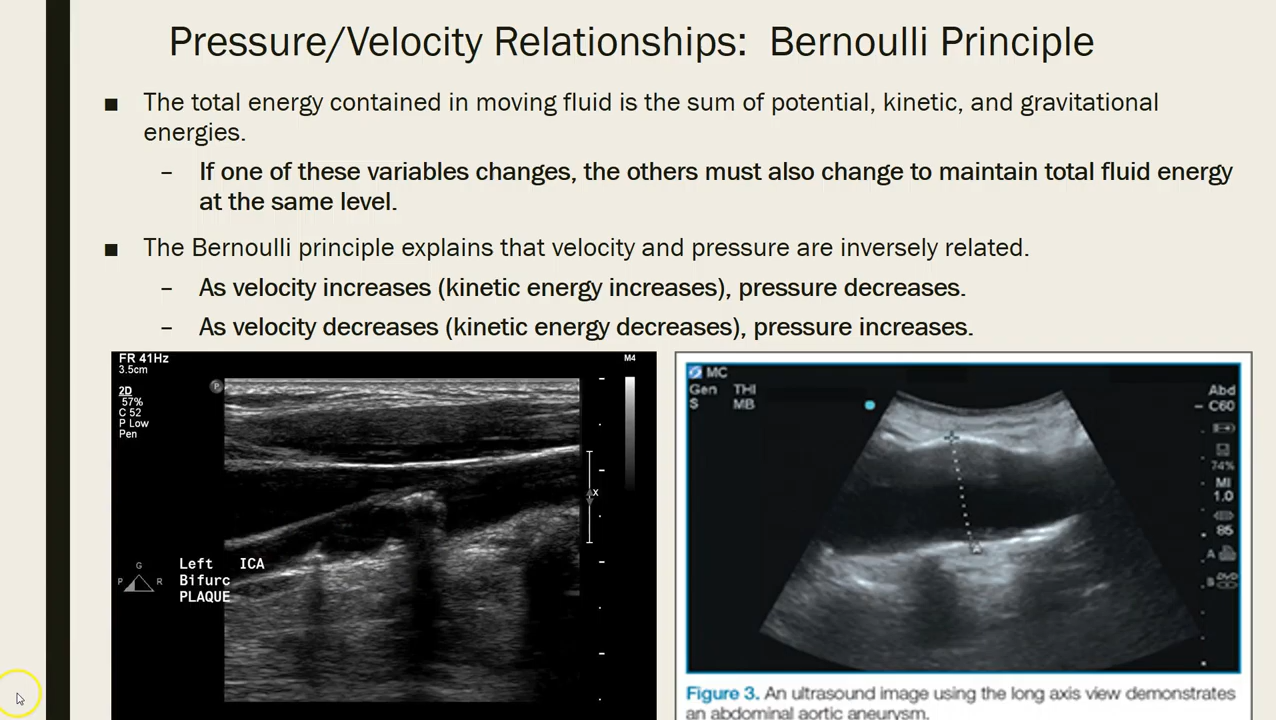 Pressure/Velocity Relationships: Bernoulli Principle
■ The total energy contained in moving fluid is the sum of potential, kinetic, and gravitational
energies.
– If one of these variables changes, the others must also change to maintain total fluid energy
at the same level.
■ The Bernoulli principle explains that velocity and pressure are inversely related.
– As velocity increases (kinetic energy increases), pressure decreases.
– As velocity decreases (kinetic energy decreases), pressure increases.
FR 41Hz
3.5cm
M4
P
2D
57%
C 52
P Low
Pen
x
Left ICA
Bifurc
PLAQUE
G
P R
MC
Gen THI
S MB
Abd
C60
74%
MI
1.0
85
A
B DVD
Figure 3. An ultrasound image using the long axis view demonstrates
an abdominal aortic aneurysm.